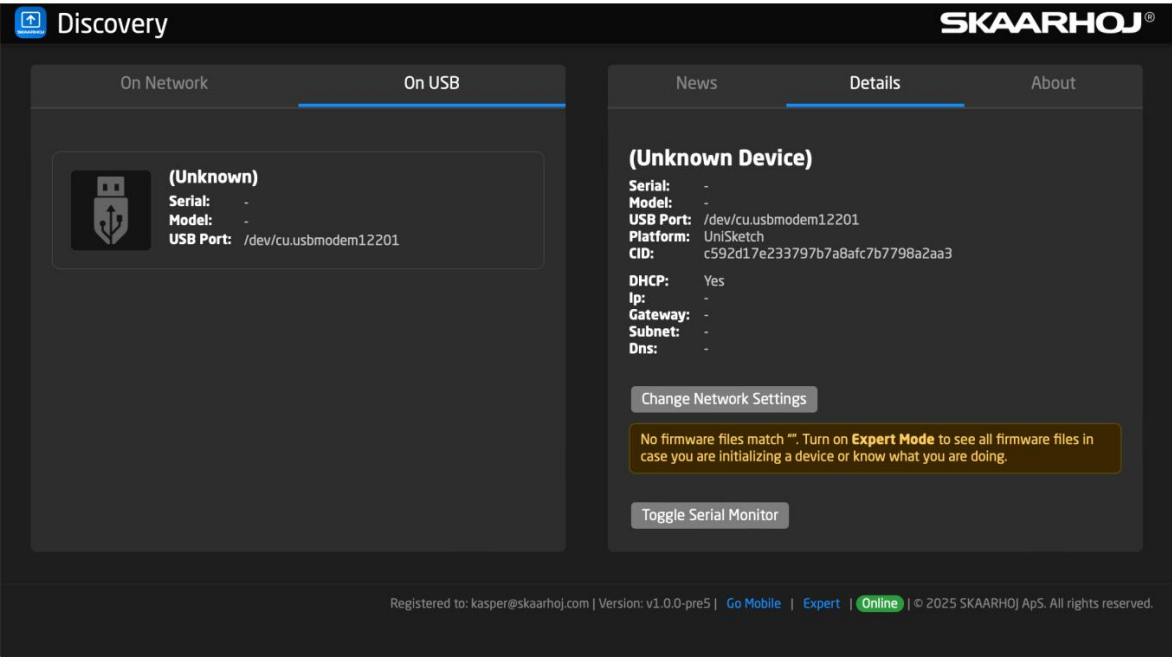 Discovery
SKAARHOJ®
On Network
On USB
(Unknown)
Serial: -
Model: -
USB Port: /dev/cu.usbmodem12201
News
Details
About
(Unknown Device)
Serial: -
Model: -
USB Port: /dev/cu.usbmodem12201
Platform: UniSketch
CID: c592d17e233797b7a8afc7b7798a2aa3
DHCP: Yes
Ip: -
Gateway: -
Subnet: -
Dns: -
Change Network Settings
No firmware files match “”. Turn on Expert Mode to see all firmware files in
case you are initializing a device or know what you are doing.
Toggle Serial Monitor
Registered to: kasper@skaarhoj.com | Version: v1.0.0-pre5 | Go Mobile | Expert | Online | © 2025 SKAARHOJ ApS. All rights reserved.